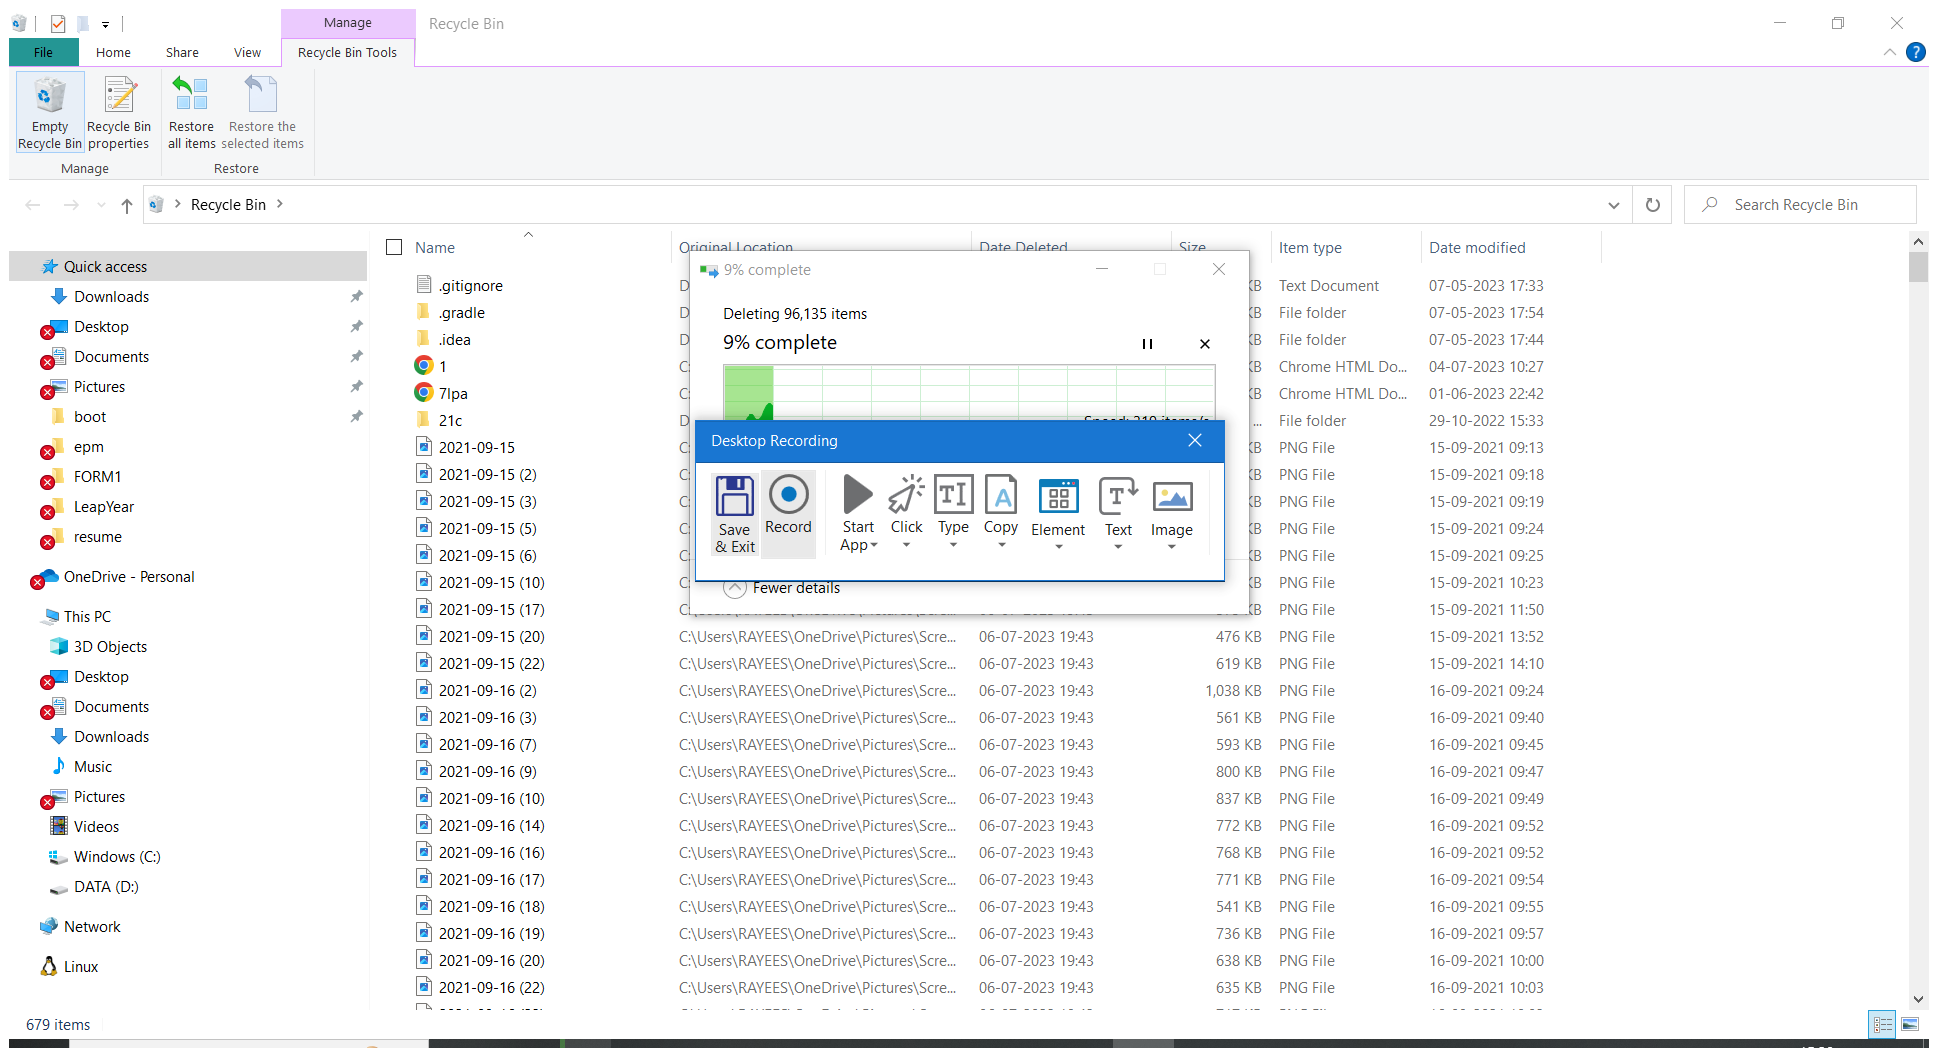 Manage
Recycle Bin
File
Home
Share
View
Recycle Bin Tools
Empty
Recycle Bin
Recycle Bin
properties
Restore
all items
Restore the
selected items
Manage
Restore
Recycle Bin
Search Recycle Bin
Name
Original Location
Date Deleted
Size
Item type
Date modified
Quick access
Downloads
Desktop
Documents
Pictures
boot
epm
FORM1
LeapYear
resume
OneDrive - Personal
This PC
3D Objects
Desktop
Documents
Downloads
Music
Pictures
Videos
Windows (C:)
DATA (D:)
Network
Linux
.gitignore D KB Text Document 07-05-2023 17:33
.gradle D KB File folder 07-05-2023 17:54
.idea D KB File folder 07-05-2023 17:44
1 C: KB Chrome HTML Do... 04-07-2023 10:27
7lpa C: KB Chrome HTML Do... 01-06-2023 22:42
21c D ... File folder 29-10-2022 15:33
2021-09-15 C: KB PNG File 15-09-2021 09:13
2021-09-15 (2) C: KB PNG File 15-09-2021 09:18
2021-09-15 (3) C: KB PNG File 15-09-2021 09:19
2021-09-15 (5) C: KB PNG File 15-09-2021 09:24
2021-09-15 (6) C: KB PNG File 15-09-2021 09:25
2021-09-15 (10) C: KB PNG File 15-09-2021 10:23
2021-09-15 (17) KB PNG File 15-09-2021 11:50
2021-09-15 (20) C:\Users\RAYEES\OneDrive\Pictures\Scre... 06-07-2023 19:43 476 KB PNG File 15-09-2021 13:52
2021-09-15 (22) C:\Users\RAYEES\OneDrive\Pictures\Scre... 06-07-2023 19:43 619 KB PNG File 15-09-2021 14:10
2021-09-16 (2) C:\Users\RAYEES\OneDrive\Pictures\Scre... 06-07-2023 19:43 1,038 KB PNG File 16-09-2021 09:24
2021-09-16 (3) C:\Users\RAYEES\OneDrive\Pictures\Scre... 06-07-2023 19:43 561 KB PNG File 16-09-2021 09:40
2021-09-16 (7) C:\Users\RAYEES\OneDrive\Pictures\Scre... 06-07-2023 19:43 593 KB PNG File 16-09-2021 09:45
2021-09-16 (9) C:\Users\RAYEES\OneDrive\Pictures\Scre... 06-07-2023 19:43 800 KB PNG File 16-09-2021 09:47
2021-09-16 (10) C:\Users\RAYEES\OneDrive\Pictures\Scre... 06-07-2023 19:43 837 KB PNG File 16-09-2021 09:49
2021-09-16 (14) C:\Users\RAYEES\OneDrive\Pictures\Scre... 06-07-2023 19:43 772 KB PNG File 16-09-2021 09:52
2021-09-16 (16) C:\Users\RAYEES\OneDrive\Pictures\Scre... 06-07-2023 19:43 768 KB PNG File 16-09-2021 09:52
2021-09-16 (17) C:\Users\RAYEES\OneDrive\Pictures\Scre... 06-07-2023 19:43 771 KB PNG File 16-09-2021 09:54
2021-09-16 (18) C:\Users\RAYEES\OneDrive\Pictures\Scre... 06-07-2023 19:43 541 KB PNG File 16-09-2021 09:55
2021-09-16 (19) C:\Users\RAYEES\OneDrive\Pictures\Scre... 06-07-2023 19:43 736 KB PNG File 16-09-2021 09:57
2021-09-16 (20) C:\Users\RAYEES\OneDrive\Pictures\Scre... 06-07-2023 19:43 638 KB PNG File 16-09-2021 10:00
2021-09-16 (22) C:\Users\RAYEES\OneDrive\Pictures\Scre... 06-07-2023 19:43 635 KB PNG File 16-09-2021 10:03
9% complete
Deleting 96,135 items
9% complete
Desktop Recording
Save
& Exit
Record
Start
App
Click
Type
Copy
Element
Text
Image
Fewer details
679 items